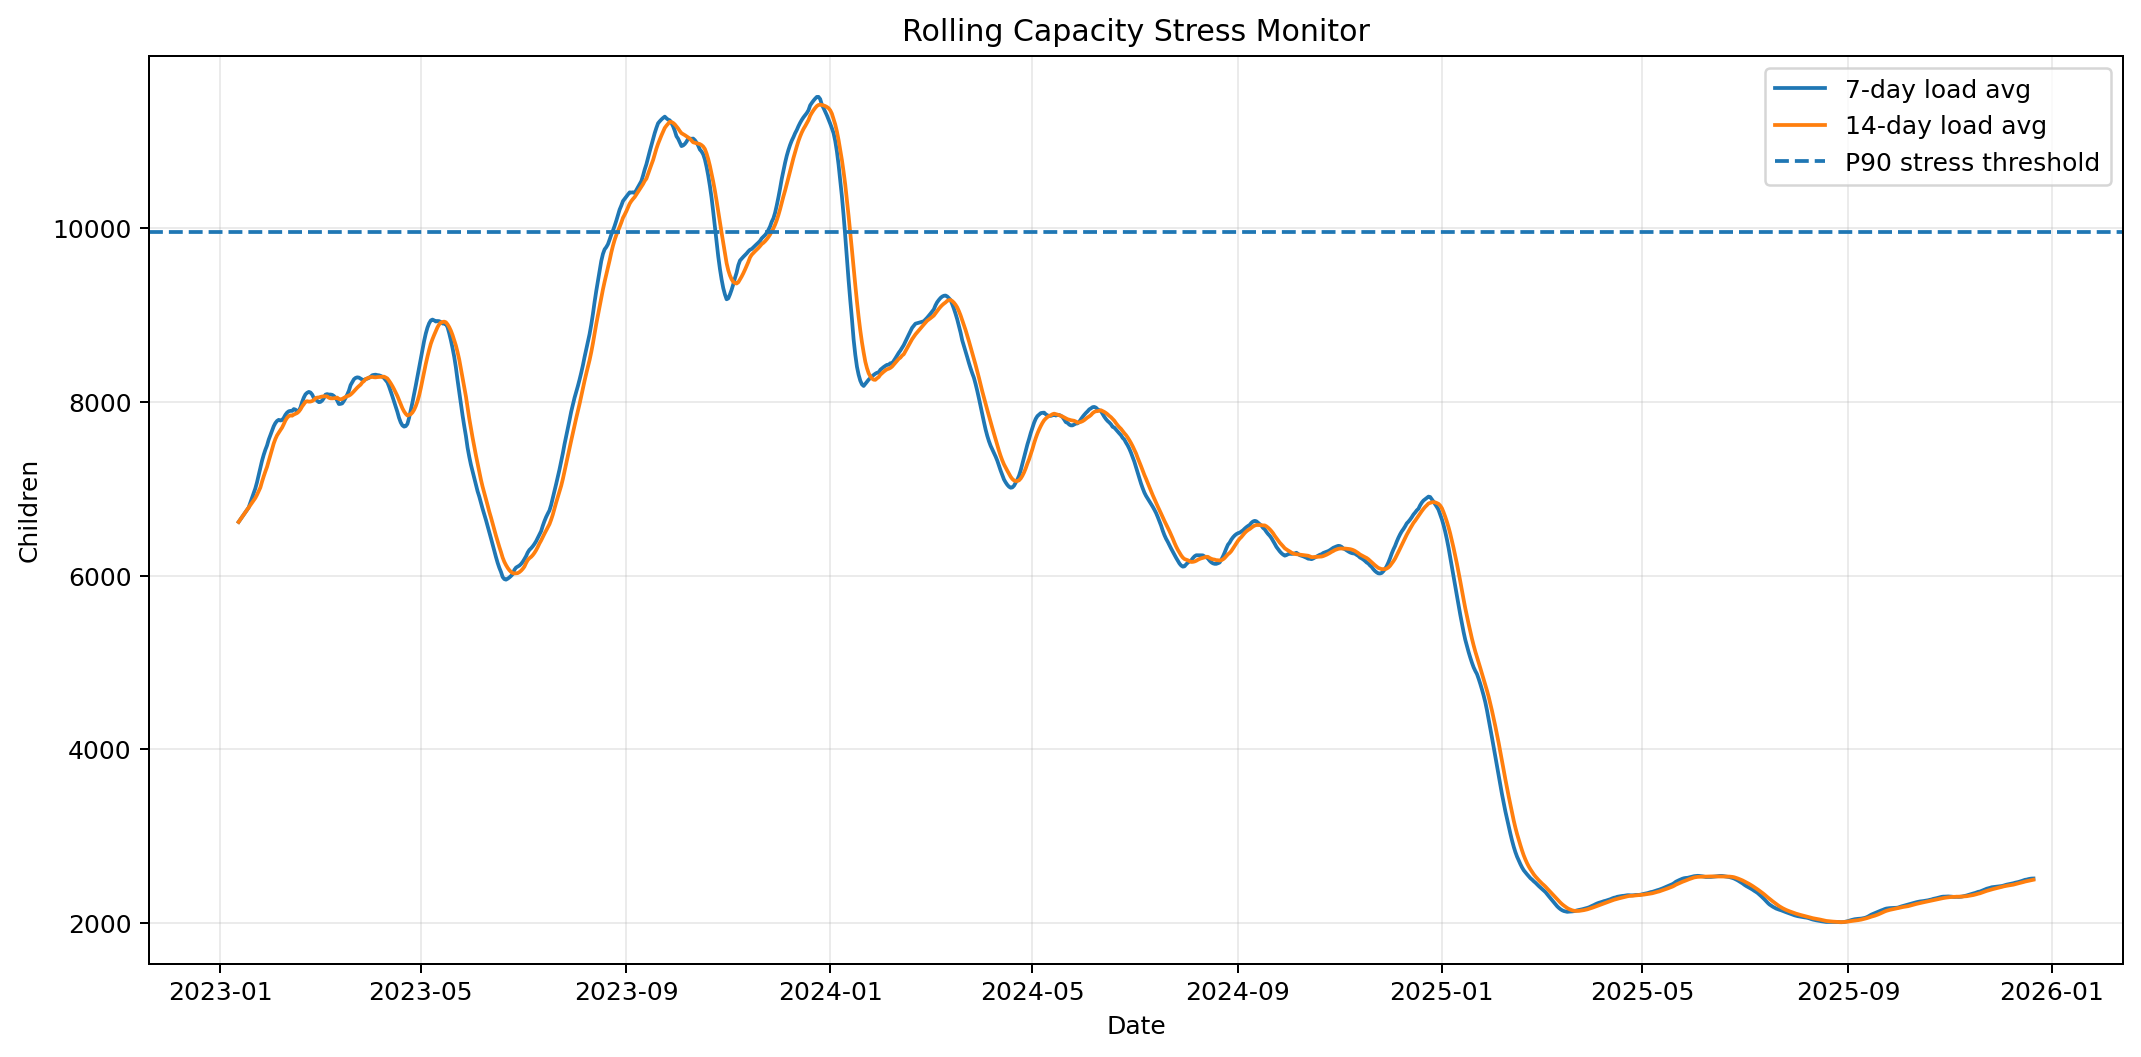 Rolling Capacity Stress Monitor
7-day load avg
14-day load avg
P90 stress threshold
Children
10000
8000
6000
4000
2000
2023-01
2023-05
2023-09
2024-01
2024-05
2024-09
2025-01
2025-05
2025-09
2026-01
Date